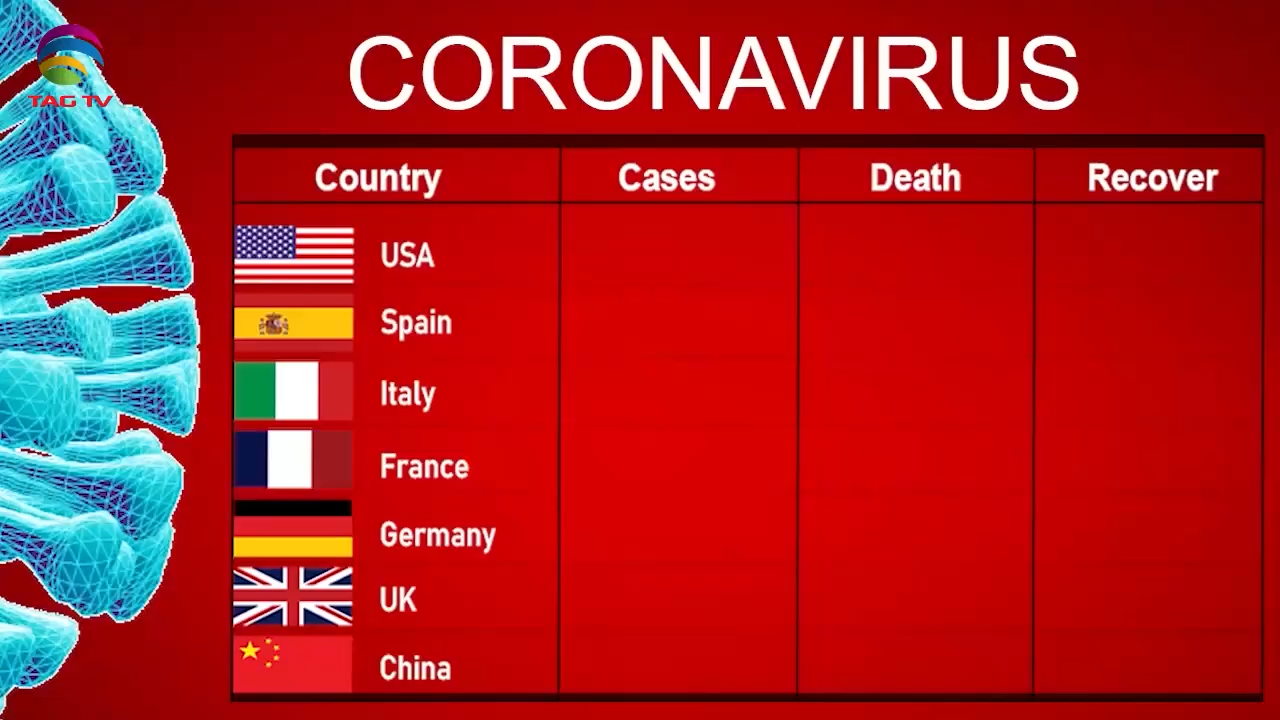 TAG TV
CORONAVIRUS
Country Cases Death Recover
USA
Spain
Italy
France
Germany
UK
China